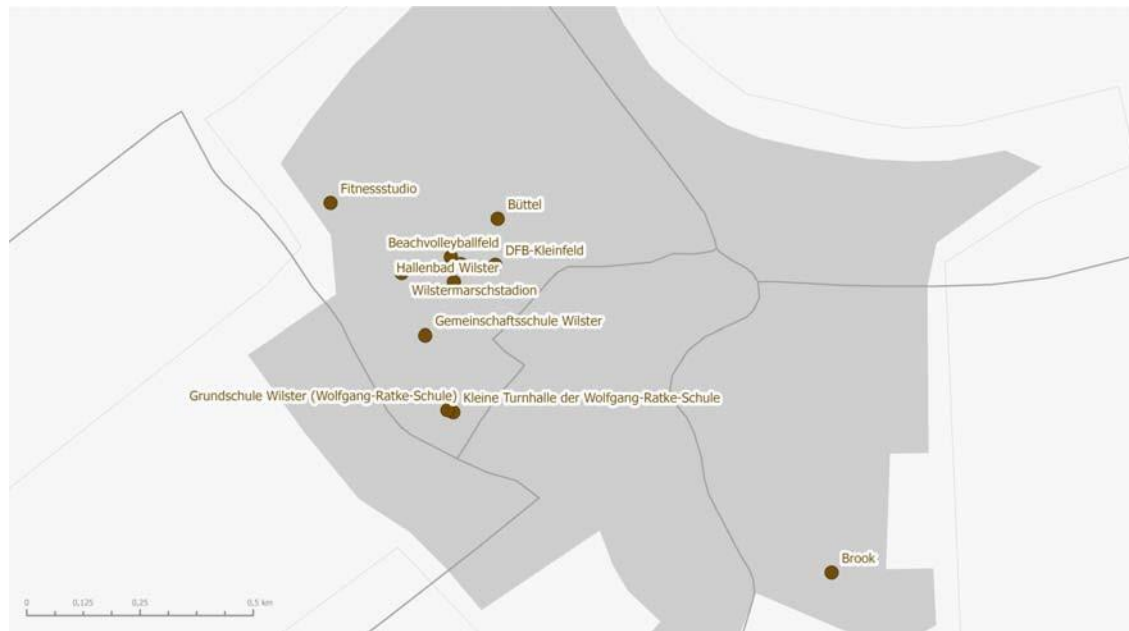 Fitnessstudio
Büttel
Beachvolleyballfeld
DFB-Kleinfeld
Hallenbad Wilster
Wilstermarschstadion
Gemeinschaftsschule Wilster
Grundschule Wilster (Wolfgang-Ratke-Schule)
Kleine Turnhalle der Wolfgang-Ratke-Schule
Brook
0 0,125 0,25 0,5 km